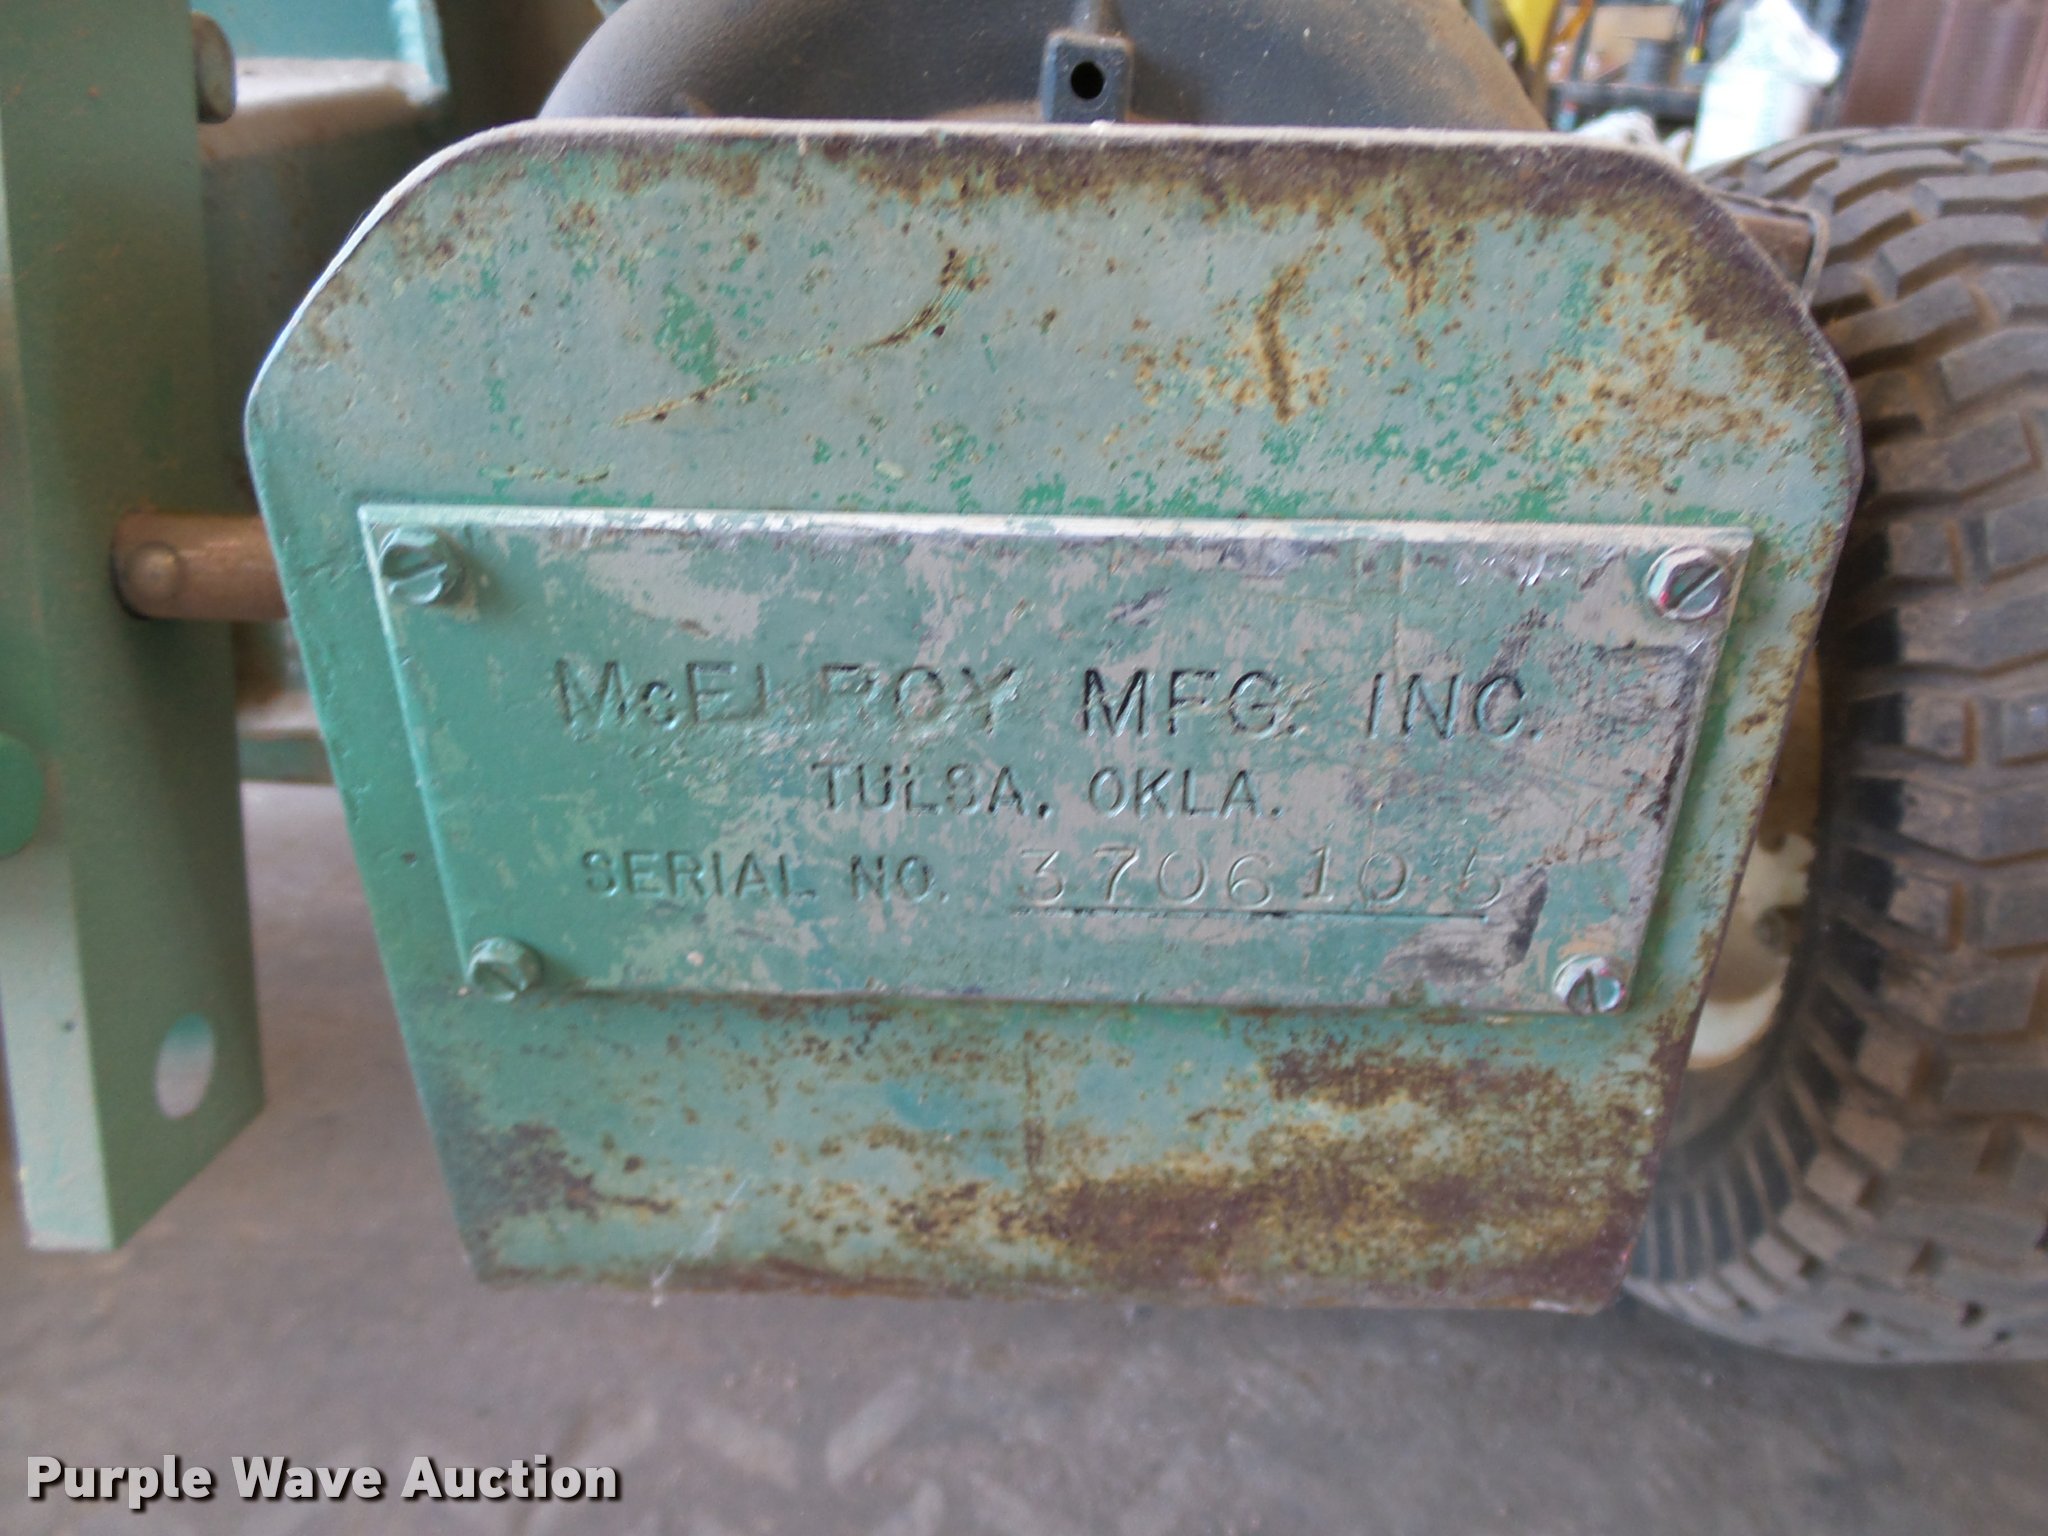 McELROY MFG. INC.
TULSA, OKLA.
SERIAL NO. 3706105
Purple Wave Auction